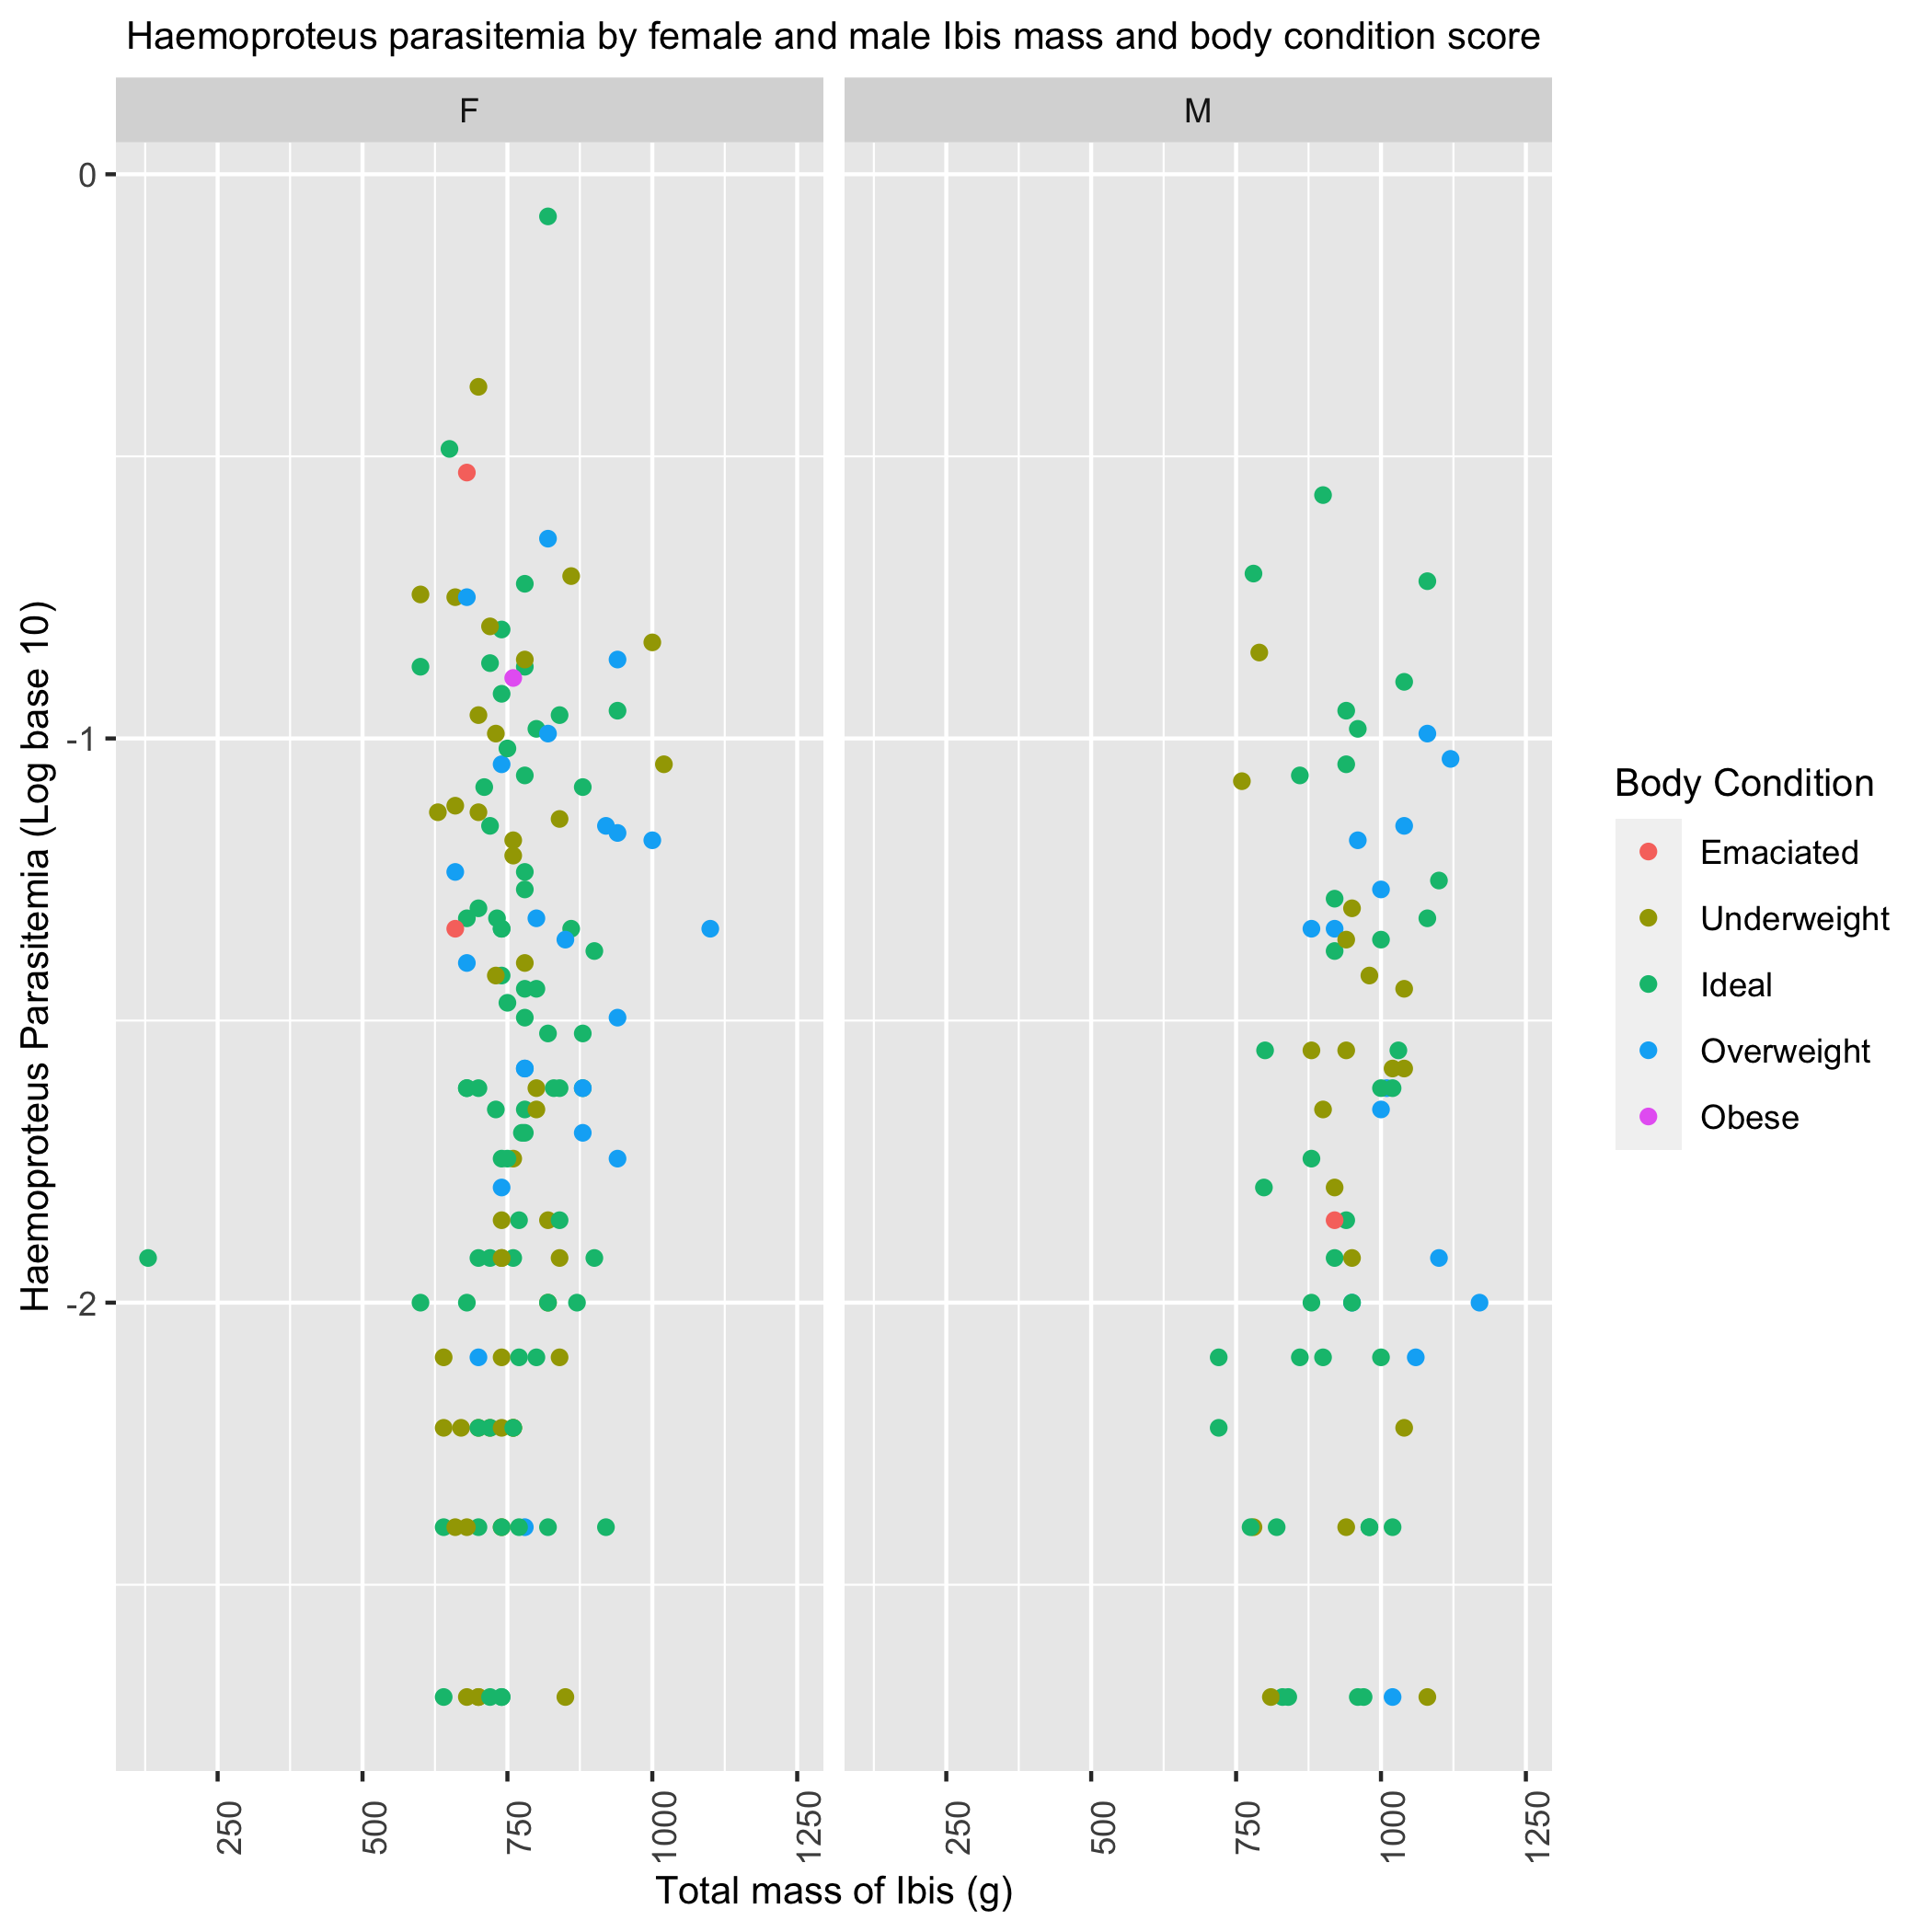 Haemoproteus parasitemia by female and male Ibis mass and body condition score
F
M
0
-1
-2
Haemoproteus Parasitemia (Log base 10)
250
500
750
1000
1250
250
500
750
1000
1250
Total mass of Ibis (g)
Body Condition
Emaciated
Underweight
Ideal
Overweight
Obese